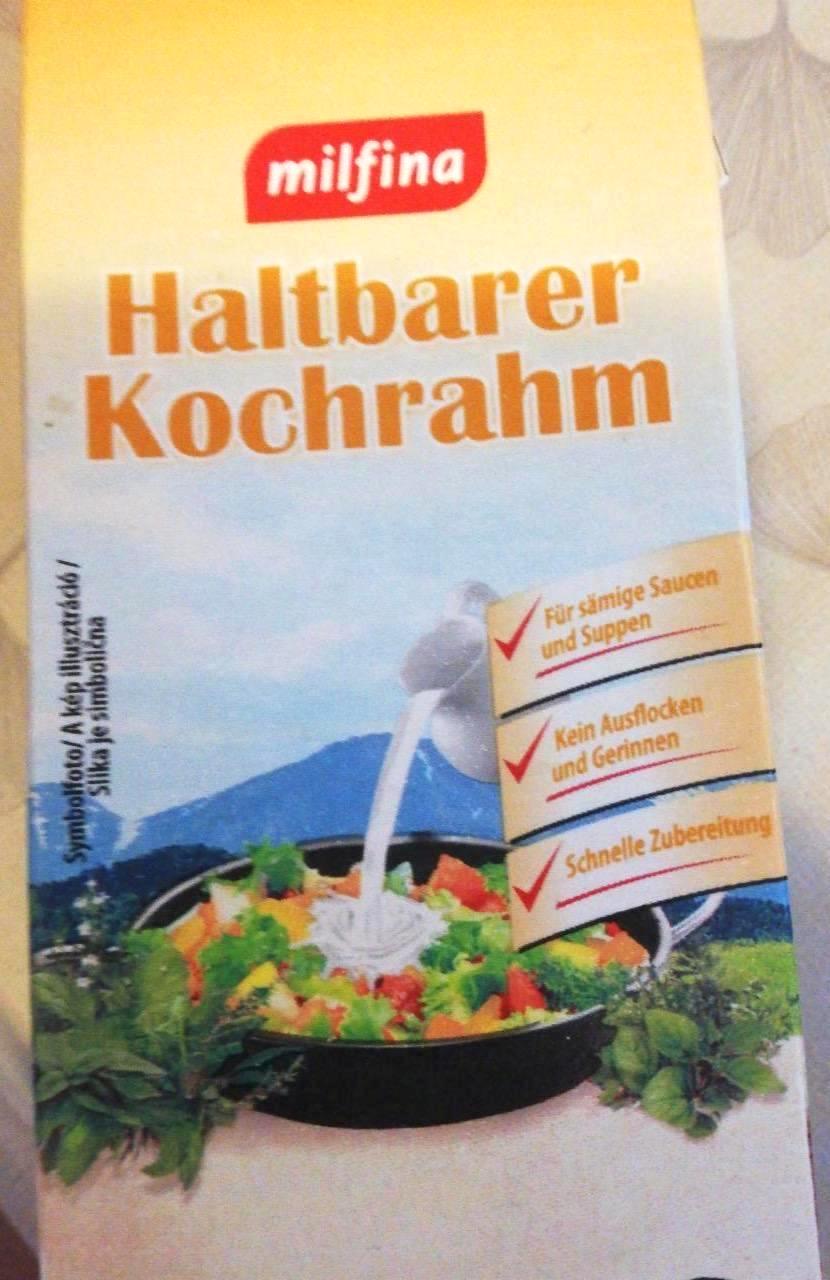 milfina
Haltbarer
Kochrahm
Symbolfoto/ A kép illusztráció /
Slika je simbolična
Für sämige Saucen
und Suppen
Kein Ausflocken
und Gerinnen
Schnelle Zubereitung